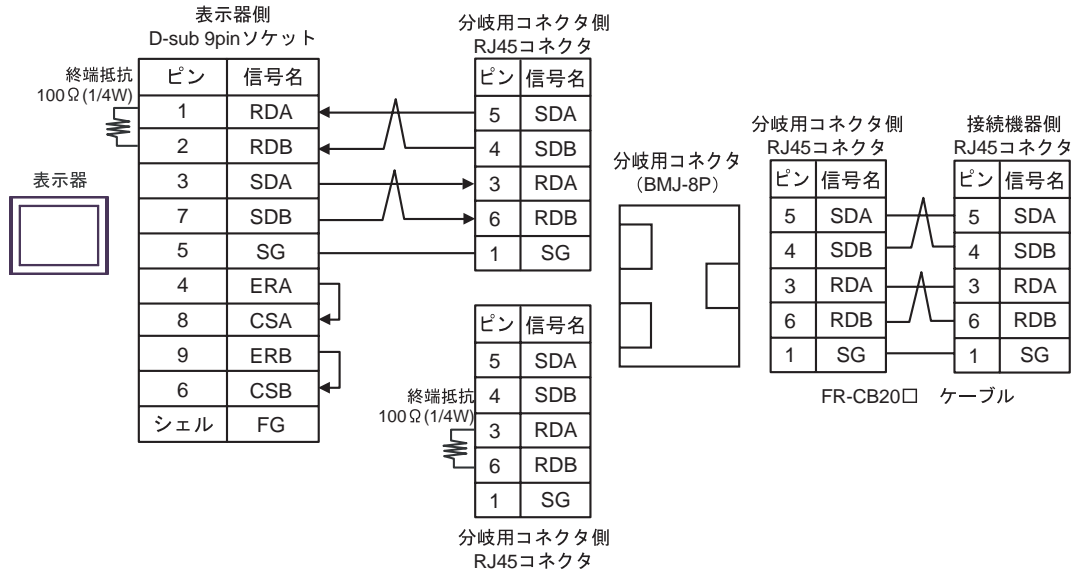 表示器側
D-sub 9pinソケット
終端抵抗
100Ω(1/4W)
ピン 信号名
1 RDA
2 RDB
3 SDA
7 SDB
5 SG
4 ERA
8 CSA
9 ERB
6 CSB
シェル FG
表示器
分岐用コネクタ側
RJ45コネクタ
ピン 信号名
5 SDA
4 SDB
3 RDA
6 RDB
1 SG
ピン 信号名
5 SDA
4 SDB
3 RDA
6 RDB
1 SG
終端抵抗
100Ω(1/4W)
分岐用コネクタ側
RJ45コネクタ
分岐用コネクタ
(BMJ-8P)
分岐用コネクタ側
RJ45コネクタ
ピン 信号名
5 SDA
4 SDB
3 RDA
6 RDB
1 SG
接続機器側
RJ45コネクタ
ピン 信号名
5 SDA
4 SDB
3 RDA
6 RDB
1 SG
FR-CB20□ ケーブル